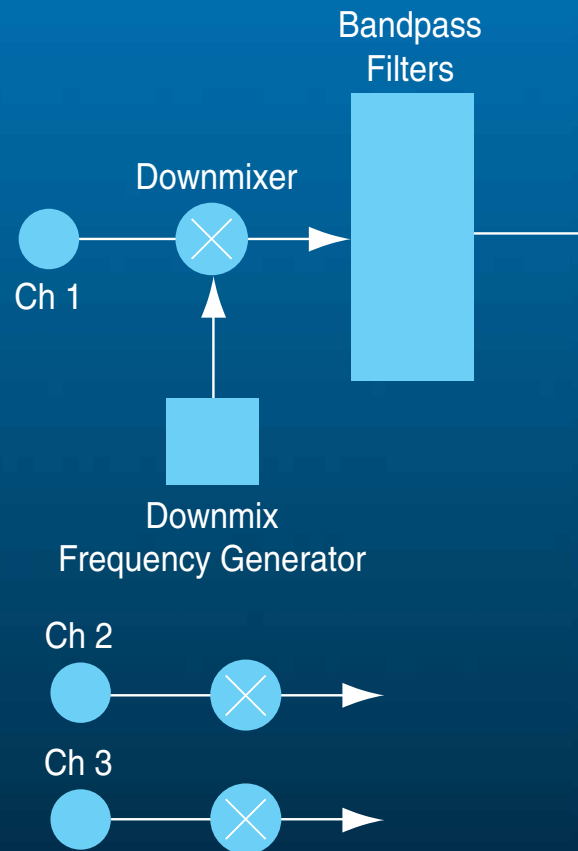 Bandpass
Filters
Downmixer
Ch 1
Downmix
Frequency Generator
Ch 2
Ch 3